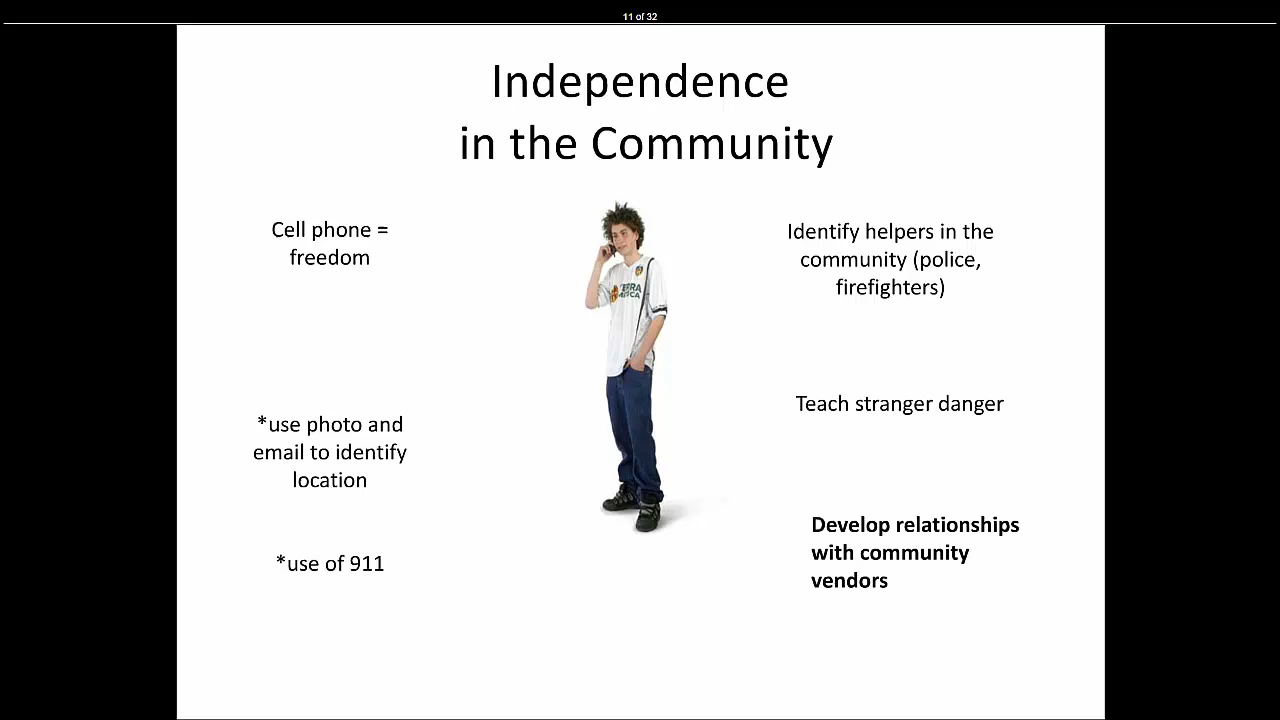 11 of 32
Independence
in the Community
Cell phone =
freedom
*use photo and
email to identify
location
*use of 911
Identify helpers in the
community (police,
firefighters)
Teach stranger danger
Develop relationships
with community
vendors